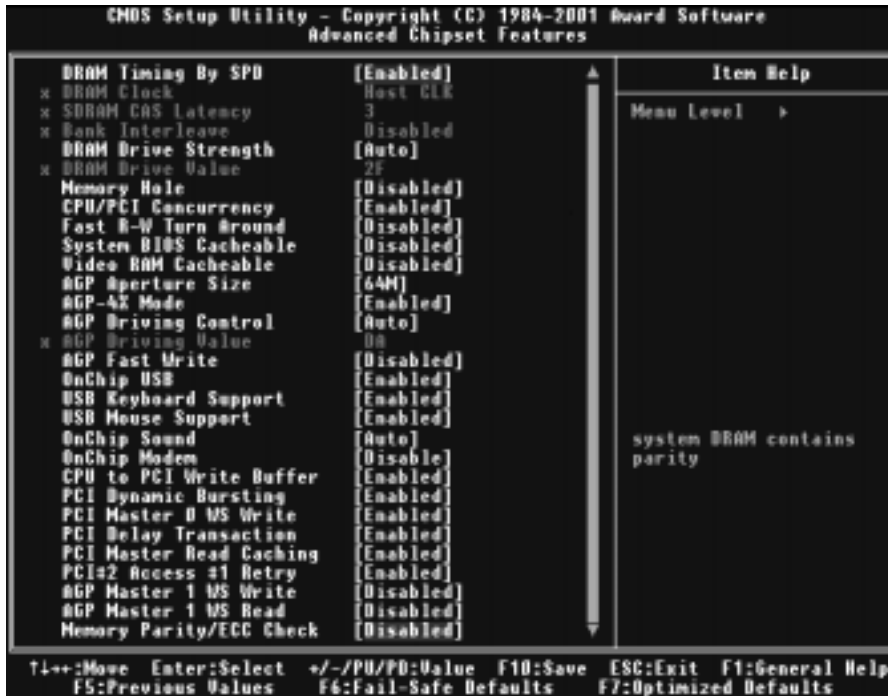 CMOS Setup Utility - Copyright (C) 1984-2001 Award Software
Advanced Chipset Features
DRAM Timing By SPD [Enabled]
x DRAM Clock Host CLK
x SDRAM CAS Latency 3
x Bank Interleave Disabled
DRAM Drive Strength [Auto]
x DRAM Drive Value 2F
Memory Hole [Disabled]
CPU/PCI Concurrency [Enabled]
Fast R-W Turn Around [Disabled]
System BIOS Cacheable [Disabled]
Video RAM Cacheable [Disabled]
AGP Aperture Size [64M]
AGP-4X Mode [Enabled]
AGP Driving Control [Auto]
x AGP Driving Value DA
AGP Fast Write [Disabled]
OnChip USB [Enabled]
USB Keyboard Support [Enabled]
USB Mouse Support [Enabled]
OnChip Sound [Auto]
OnChip Modem [Disable]
CPU to PCI Write Buffer [Enabled]
PCI Dynamic Bursting [Enabled]
PCI Master 0 WS Write [Enabled]
PCI Delay Transaction [Enabled]
PCI Master Read Caching [Enabled]
PCI#2 Access #1 Retry [Enabled]
AGP Master 1 WS Write [Disabled]
AGP Master 1 WS Read [Disabled]
Memory Parity/ECC Check [Disabled]
Item Help
Menu Level ▸
system DRAM contains
parity
↑↓→←:Move Enter:Select +/-/PU/PD:Value F10:Save ESC:Exit F1:General Help
F5:Previous Values F6:Fail-Safe Defaults F7:Optimized Defaults